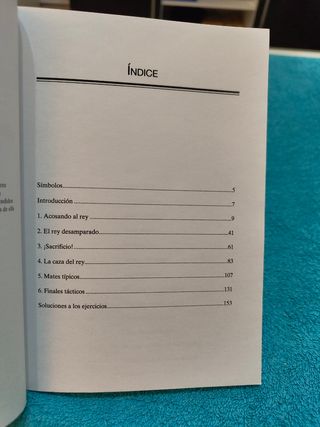 ÍNDICE
Símbolos 5
Introducción 7
1. Acosando al rey 9
2. El rey desamparado 41
3. ¡Sacrificio! 61
4. La caza del rey 83
5. Mates típicos 107
6. Finales tácticos 131
Soluciones a los ejercicios 153